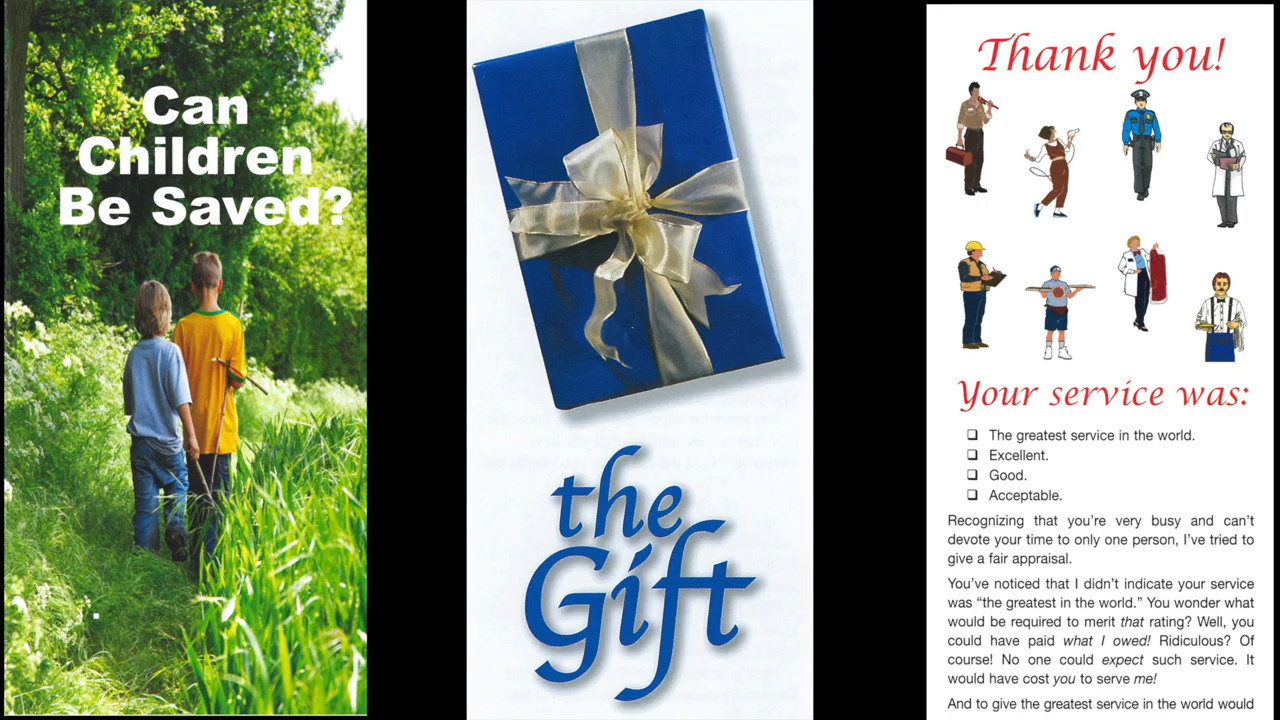 Can
Children
Be Saved?
the
Gift
Thank you!
Your service was:
❑ The greatest service in the world.
❑ Excellent.
❑ Good.
❑ Acceptable.
Recognizing that you’re very busy and can’t
devote your time to only one person, I’ve tried to
give a fair appraisal.
You’ve noticed that I didn’t indicate your service
was “the greatest in the world.” You wonder what
would be required to merit that rating? Well, you
could have paid what I owed! Ridiculous? Of
course! No one could expect such service. It
would have cost you to serve me!
And to give the greatest service in the world would